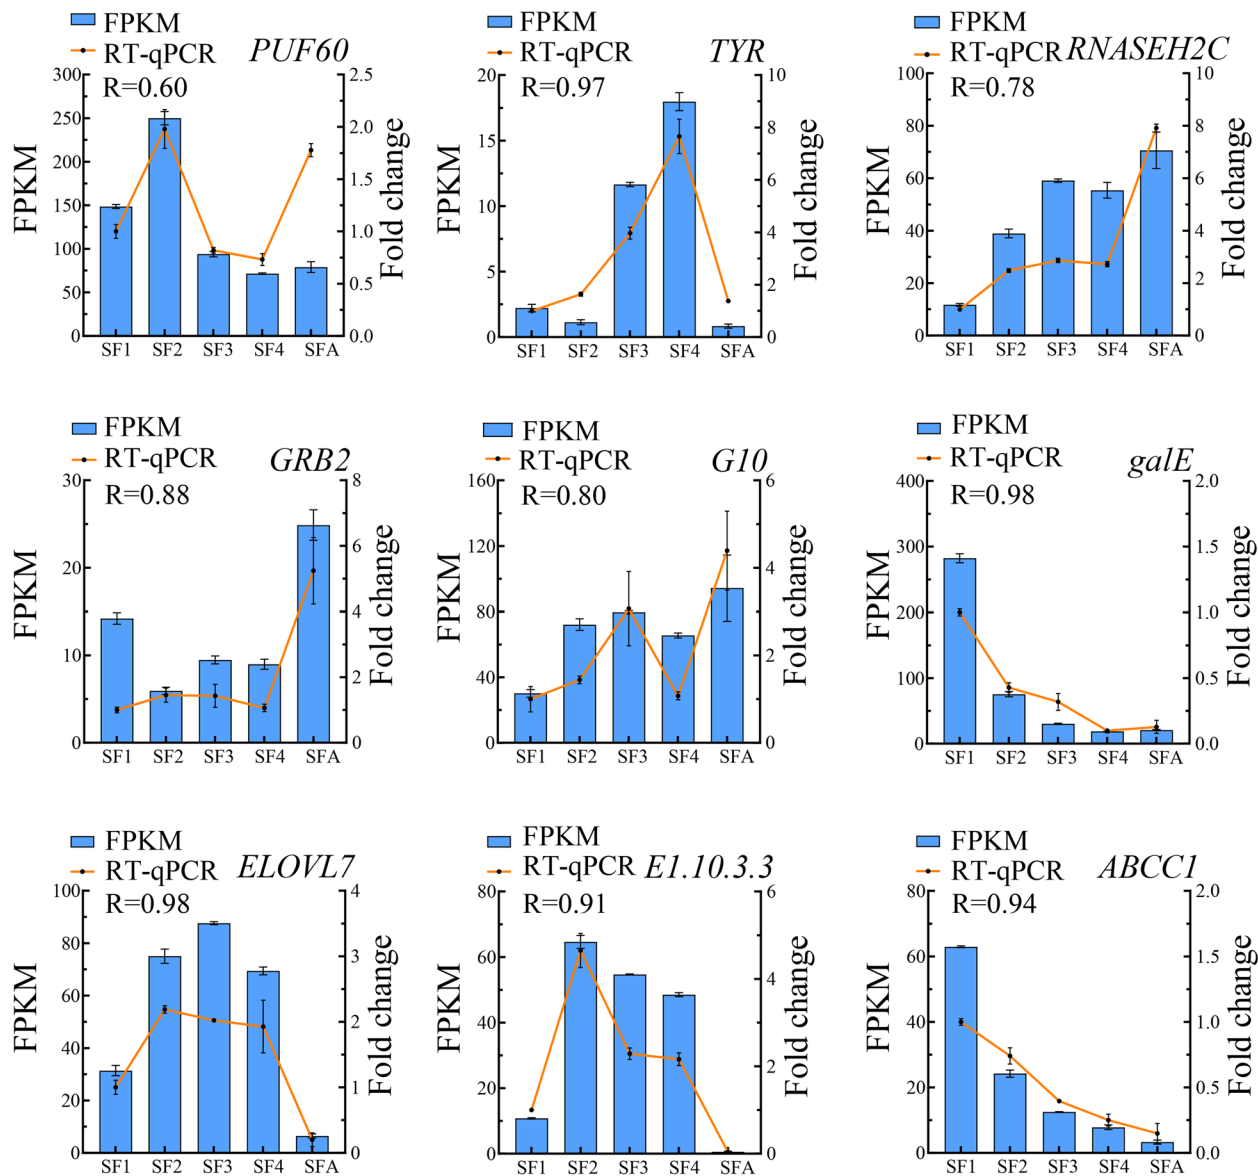 FPKM
RT-qPCR
PUF60
R=0.60
300
250
200
150
100
50
0
2.5
2.0
1.5
1.0
0.5
0.0
FPKM
Fold change
SF1 SF2 SF3 SF4 SFA
FPKM
RT-qPCR
TYR
R=0.97
20
15
10
5
0
10
8
6
4
2
0
FPKM
Fold change
SF1 SF2 SF3 SF4 SFA
FPKM
RT-qPCR
RNASEH2C
R=0.78
100
80
60
40
20
0
10
8
6
4
2
0
FPKM
Fold change
SF1 SF2 SF3 SF4 SFA
FPKM
RT-qPCR
GRB2
R=0.88
30
20
10
0
8
6
4
2
0
FPKM
Fold change
SF1 SF2 SF3 SF4 SFA
FPKM
RT-qPCR
G10
R=0.80
160
120
80
40
0
6
4
2
0
FPKM
Fold change
SF1 SF2 SF3 SF4 SFA
FPKM
RT-qPCR
galE
R=0.98
400
300
200
100
0
2.0
1.5
1.0
0.5
0.0
FPKM
Fold change
SF1 SF2 SF3 SF4 SFA
FPKM
RT-qPCR
ELOVL7
R=0.98
100
80
60
40
20
0
4
3
2
1
0
FPKM
Fold change
SF1 SF2 SF3 SF4 SFA
FPKM
RT-qPCR
E1.10.3.3
R=0.91
80
60
40
20
0
6
4
2
0
FPKM
Fold change
SF1 SF2 SF3 SF4 SFA
FPKM
RT-qPCR
ABCC1
R=0.94
80
60
40
20
0
2.0
1.5
1.0
0.5
0.0
FPKM
Fold change
SF1 SF2 SF3 SF4 SFA